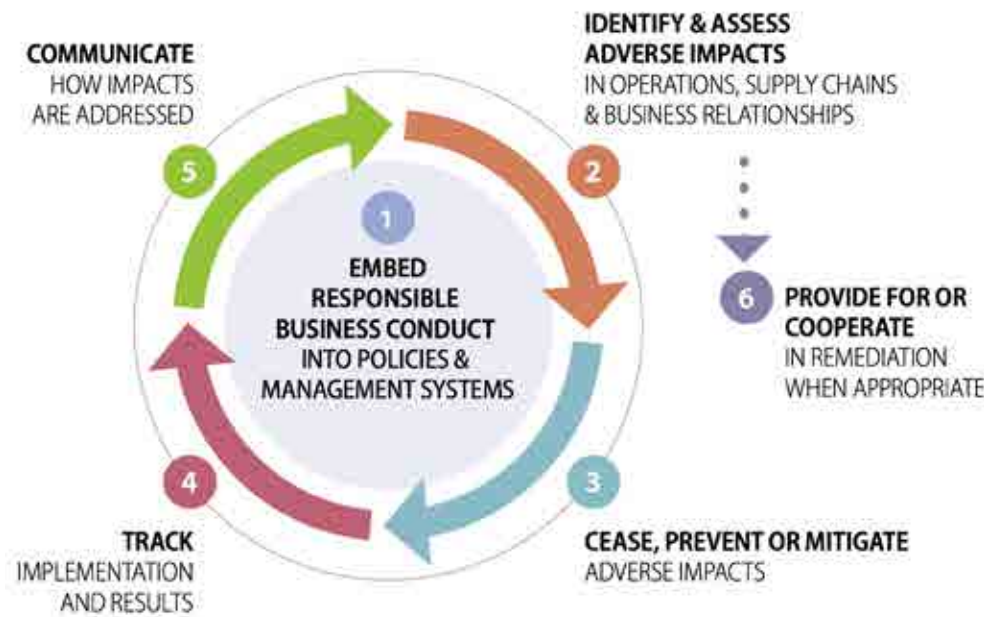 1
EMBED
RESPONSIBLE
BUSINESS CONDUCT
INTO POLICIES &
MANAGEMENT SYSTEMS
2
IDENTIFY & ASSESS
ADVERSE IMPACTS
IN OPERATIONS, SUPPLY CHAINS
& BUSINESS RELATIONSHIPS
3
CEASE, PREVENT OR MITIGATE
ADVERSE IMPACTS
4
TRACK
IMPLEMENTATION
AND RESULTS
5
COMMUNICATE
HOW IMPACTS
ARE ADDRESSED
6
PROVIDE FOR OR
COOPERATE
IN REMEDIATION
WHEN APPROPRIATE